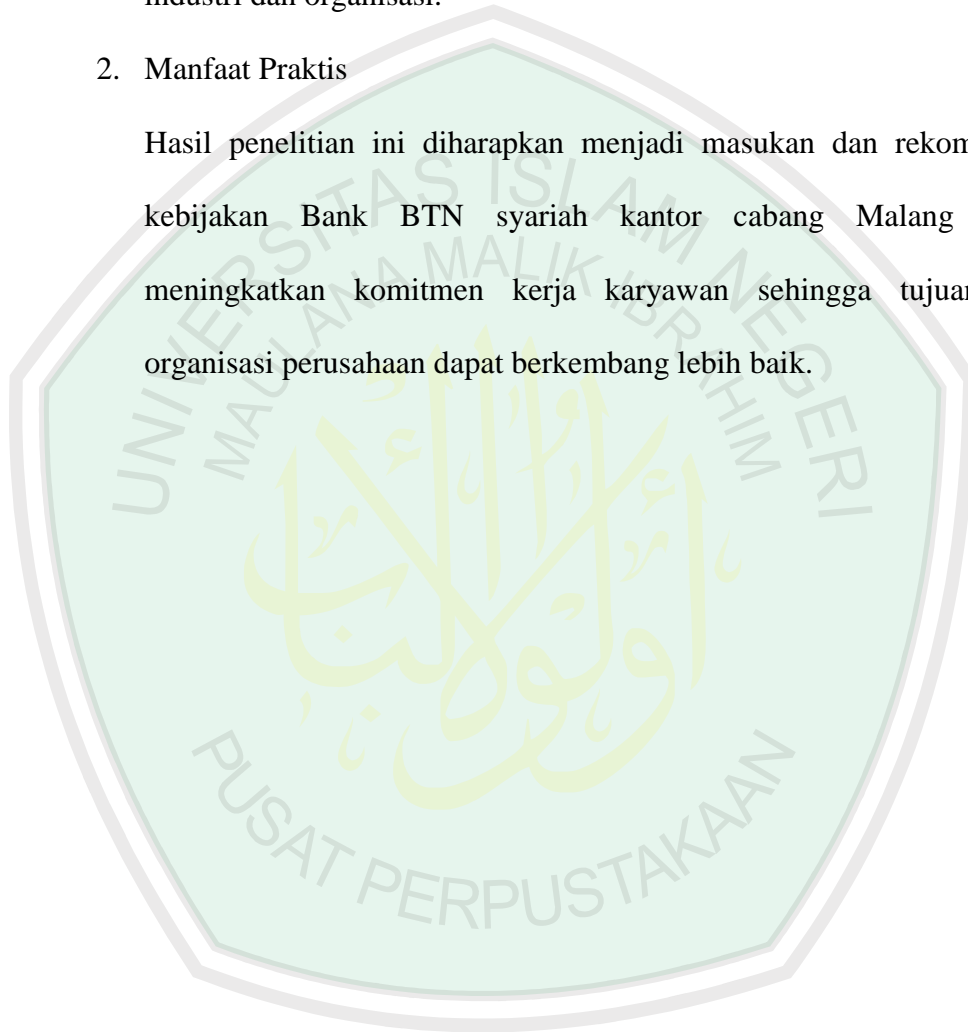 industri dan organisasi.
2. Manfaat Praktis
Hasil penelitian ini diharapkan menjadi masukan dan rekom
kebijakan Bank BTN syariah kantor cabang Malang
meningkatkan komitmen kerja karyawan sehingga tujuan
organisasi perusahaan dapat berkembang lebih baik.
UNIVERSITAS ISLAM NEGERI
MAULANA MALIK IBRAHIM
أولوا الألباب
PUSAT PERPUSTAKAAN